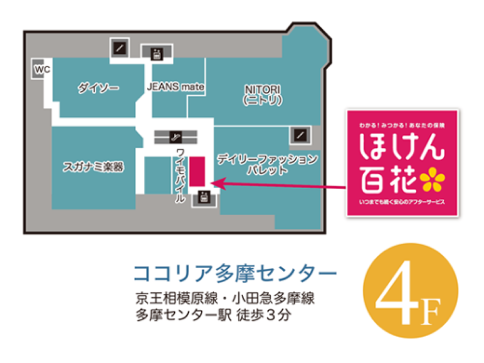 WC
ダイソー
JEANS mate
NITORI
(ニトリ)
スガナミ楽器
ワイモバイル
デイリーファッション
パレット
わかる!みつかる!あなたの保険
ほけん
百花
いつまでも続く安心のアフターサービス
ココリア多摩センター
京王相模原線・小田急多摩線
多摩センター駅 徒歩3分
4F